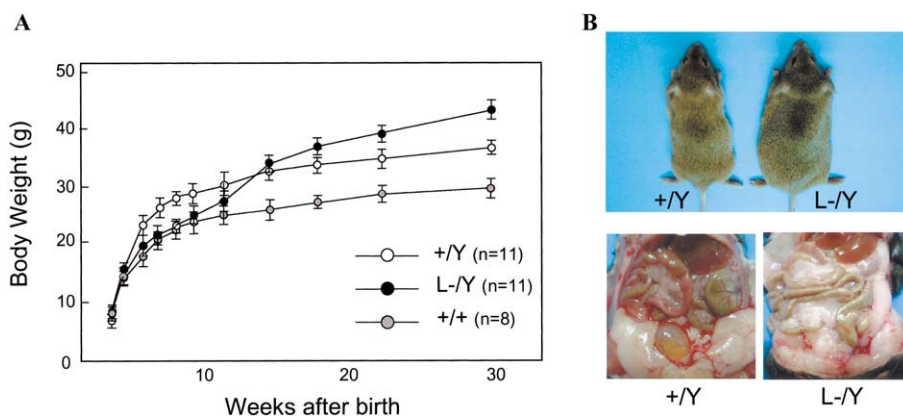 A
Body Weight (g)
50
40
30
20
10
0
+/Y (n=11)
L-/Y (n=11)
+/+ (n=8)
10
20
30
Weeks after birth
B
+/Y
L-/Y
+/Y
L-/Y